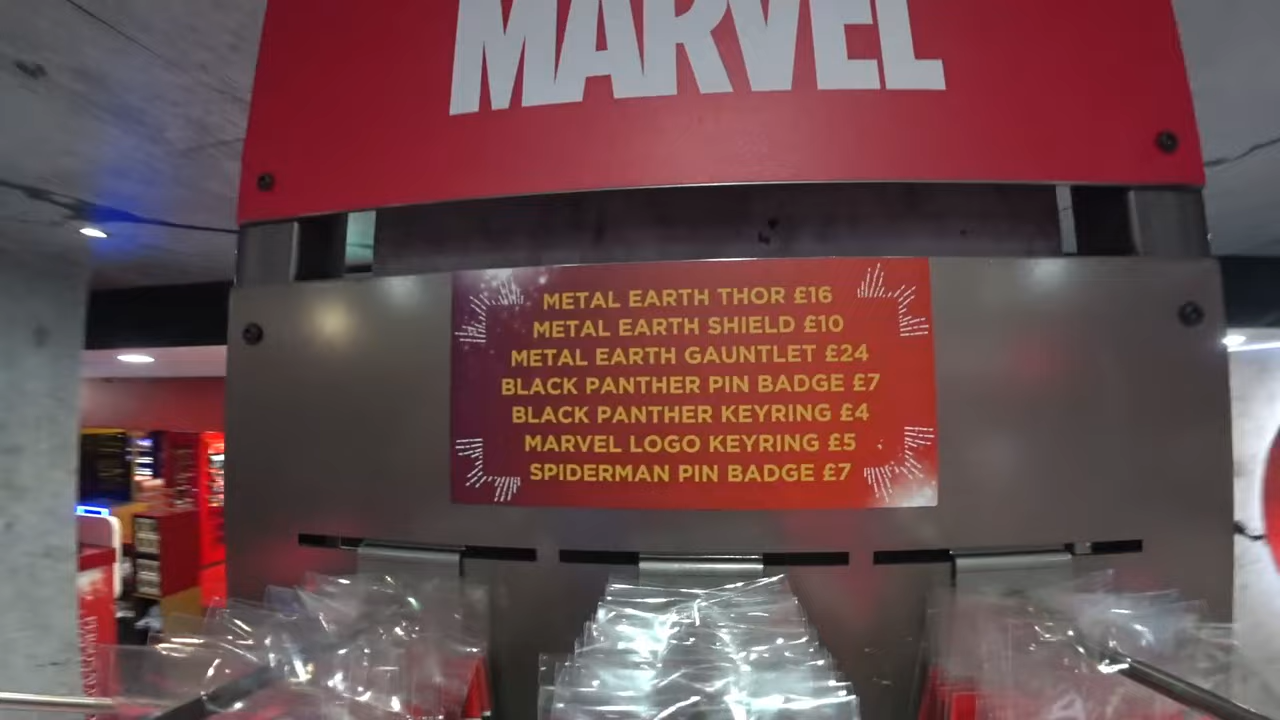 MARVEL
METAL EARTH THOR £16
METAL EARTH SHIELD £10
METAL EARTH GAUNTLET £24
BLACK PANTHER PIN BADGE £7
BLACK PANTHER KEYRING £4
MARVEL LOGO KEYRING £5
SPIDERMAN PIN BADGE £7